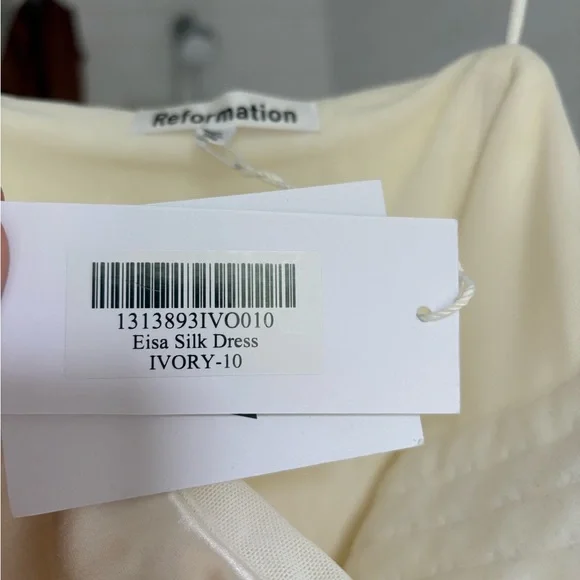 Reformation
1313893IVO010
Eisa Silk Dress
IVORY-10